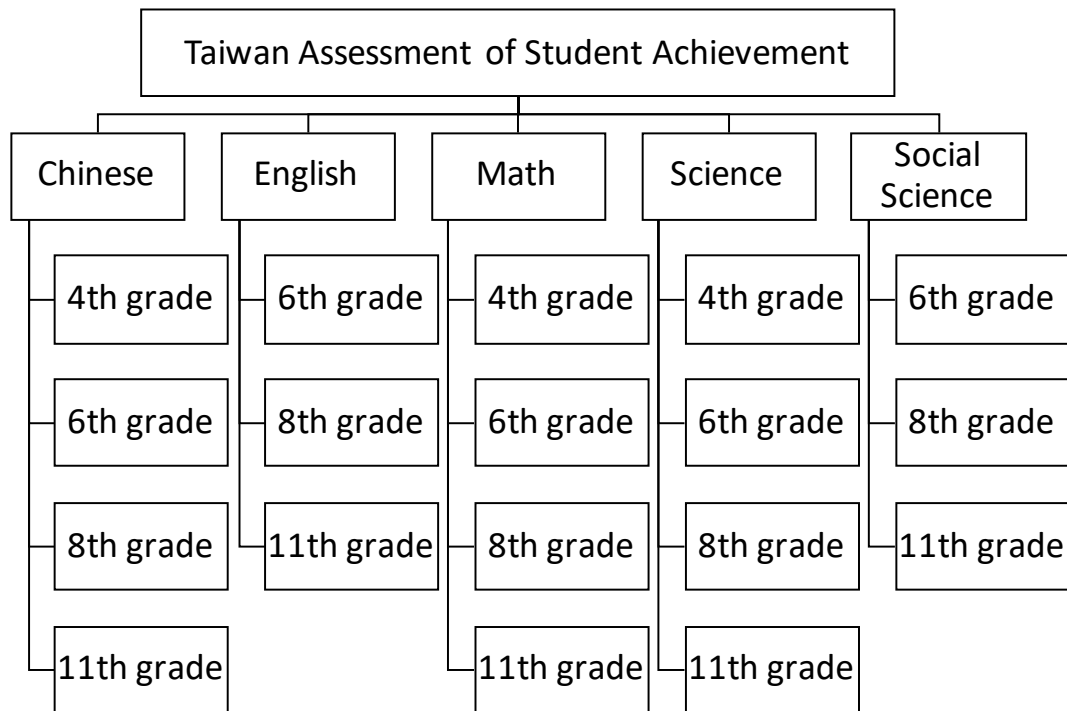 Taiwan Assessment of Student Achievement
Chinese
4th grade
6th grade
8th grade
11th grade
English
6th grade
8th grade
11th grade
Math
4th grade
6th grade
8th grade
11th grade
Science
4th grade
6th grade
8th grade
11th grade
Social
Science
6th grade
8th grade
11th grade